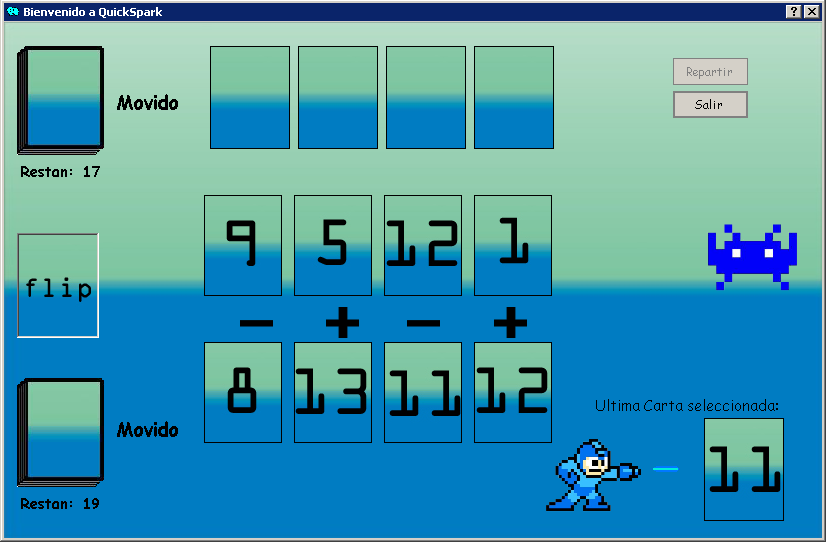 Bienvenido a QuickSpark
Movido
Repartir
Salir
Restan: 17
9 5 12 1
flip
− + − +
8 13 11 12
Ultima Carta seleccionada:
Movido
11
Restan: 19